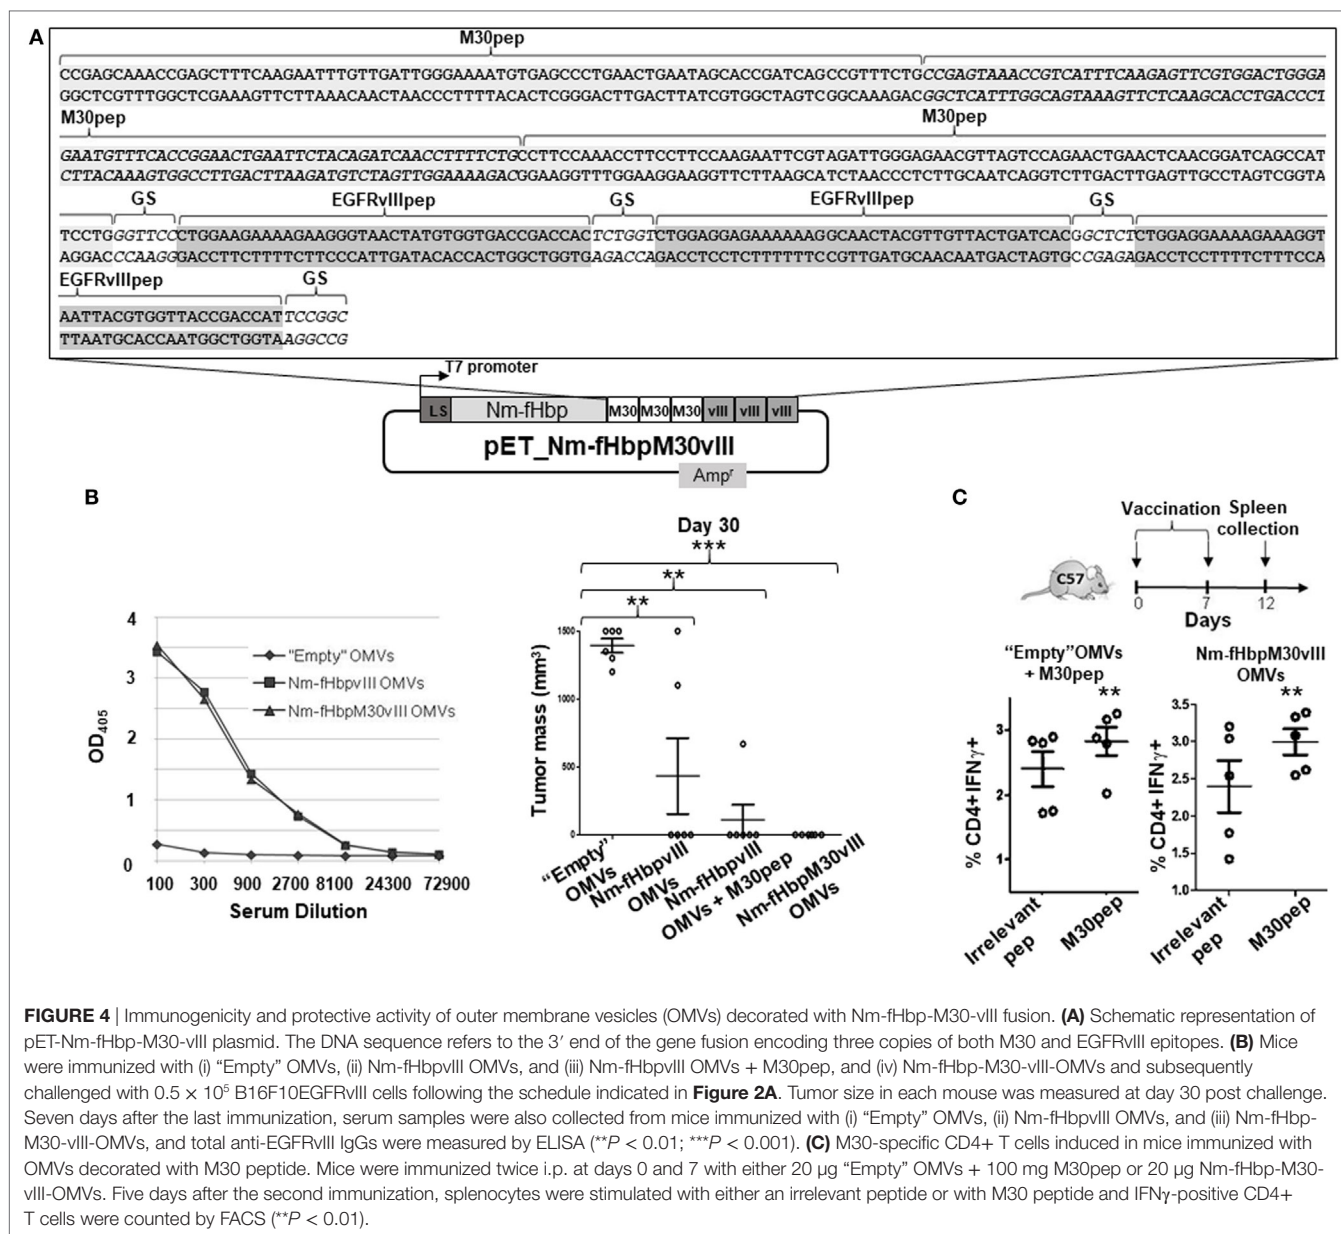 A
M30pep
CCGAGCAAACCGAGCTTTCAAGAATTTGTTGATTGGGAAAATGTGAGCCCTGAACTGAATAGCACCGATCAGCCGTTTCTGCCGAGTAAACCGTCATTTCAAGAGTTCGTGGACTGGGA
GGCTCGTTTGGCTCGAAAGTTCTTAAACAACTAACCCTTTTACACTCGGGACTTGACTTATCGTGGCTAGTCGGCAAAGACGGCTCATTTGGCAGTAAAGTTCTCAAGCACCTGACCCT
M30pep M30pep
GAATGTTTCACCGGAACTGAATTCTACAGATCAACCTTTTCTGCCTTCCAAACCTTCCTTCCAAGAATTCGTAGATTGGGAGAACGTTAGTCCAGAACTGAACTCAACGGATCAGCCAT
CTTACAAAGTGGCCTTGACTTAAGATGTCTAGTTGGAAAAGACGGAAGGTTTGGAAGGAAGGTTCTTAAGCATCTAACCCTCTTGCAATCAGGTCTTGACTTGAGTTGCCTAGTCGGTA
GS EGFRvIIIpep GS EGFRvIIIpep GS
TCCTGGGTTCCCTGGAAGAAAAGAAGGGTAACTATGTGGTGACCGACCACTCTGGTCTGGAGGAGAAAAAAGGCAACTACGTTGTTACTGATCACGGCTCTCTGGAGGAAAAGAAAGGT
AGGACCCAAGGGACCTTCTTTTCTTCCCATTGATACACCACTGGCTGGTGAGACCAGACCTCCTCTTTTTTCCGTTGATGCAACAATGACTAGTGCCGAGAGACCTCCTTTTCTTTCCA
EGFRvIIIpep GS
AATTACGTGGTTACCGACCATTCCGGC
TTAATGCACCAATGGCTGGTAAGGCCG
T7 promoter
LS Nm-fHbp M30 M30 M30 vIII vIII vIII
pET_Nm-fHbpM30vIII
Ampʳ
B
OD405
4
3
2
1
0
"Empty" OMVs
Nm-fHbpvIII OMVs
Nm-fHbpM30vIII OMVs
100 300 900 2700 8100 24300 72900
Serum Dilution
Day 30
***
**
**
Tumor mass (mm³)
1500
1000
500
0
“Empty” OMVs
Nm-fHbpvIII OMVs
Nm-fHbpvIII OMVs + M30pep
Nm-fHbpM30vIII OMVs
C
Vaccination Spleen collection
C57
0 7 12
Days
“Empty”OMVs + M30pep
**
% CD4+IFNγ+
3
2
1
Irrelevant pep
M30pep
Nm-fHbpM30vIII OMVs
**
% CD4+IFNγ+
3.5
3.0
2.5
2.0
1.5
1.0
Irrelevant pep
M30pep
FIGURE 4 | Immunogenicity and protective activity of outer membrane vesicles (OMVs) decorated with Nm-fHbp-M30-vIII fusion. (A) Schematic representation of
pET-Nm-fHbp-M30-vIII plasmid. The DNA sequence refers to the 3′ end of the gene fusion encoding three copies of both M30 and EGFRvIII epitopes. (B) Mice
were immunized with (i) “Empty” OMVs, (ii) Nm-fHbpvIII OMVs, and (iii) Nm-fHbpvIII OMVs + M30pep, and (iv) Nm-fHbp-M30-vIII-OMVs and subsequently
challenged with 0.5 × 10⁵ B16F10EGFRvIII cells following the schedule indicated in Figure 2A. Tumor size in each mouse was measured at day 30 post challenge.
Seven days after the last immunization, serum samples were also collected from mice immunized with (i) “Empty” OMVs, (ii) Nm-fHbpvIII OMVs, and (iii) Nm-fHbp-
M30-vIII-OMVs, and total anti-EGFRvIII IgGs were measured by ELISA (**P < 0.01; ***P < 0.001). (C) M30-specific CD4+ T cells induced in mice immunized with
OMVs decorated with M30 peptide. Mice were immunized twice i.p. at days 0 and 7 with either 20 μg “Empty” OMVs + 100 mg M30pep or 20 μg Nm-fHbp-M30-
vIII-OMVs. Five days after the second immunization, splenocytes were stimulated with either an irrelevant peptide or with M30 peptide and IFNγ-positive CD4+
T cells were counted by FACS (**P < 0.01).